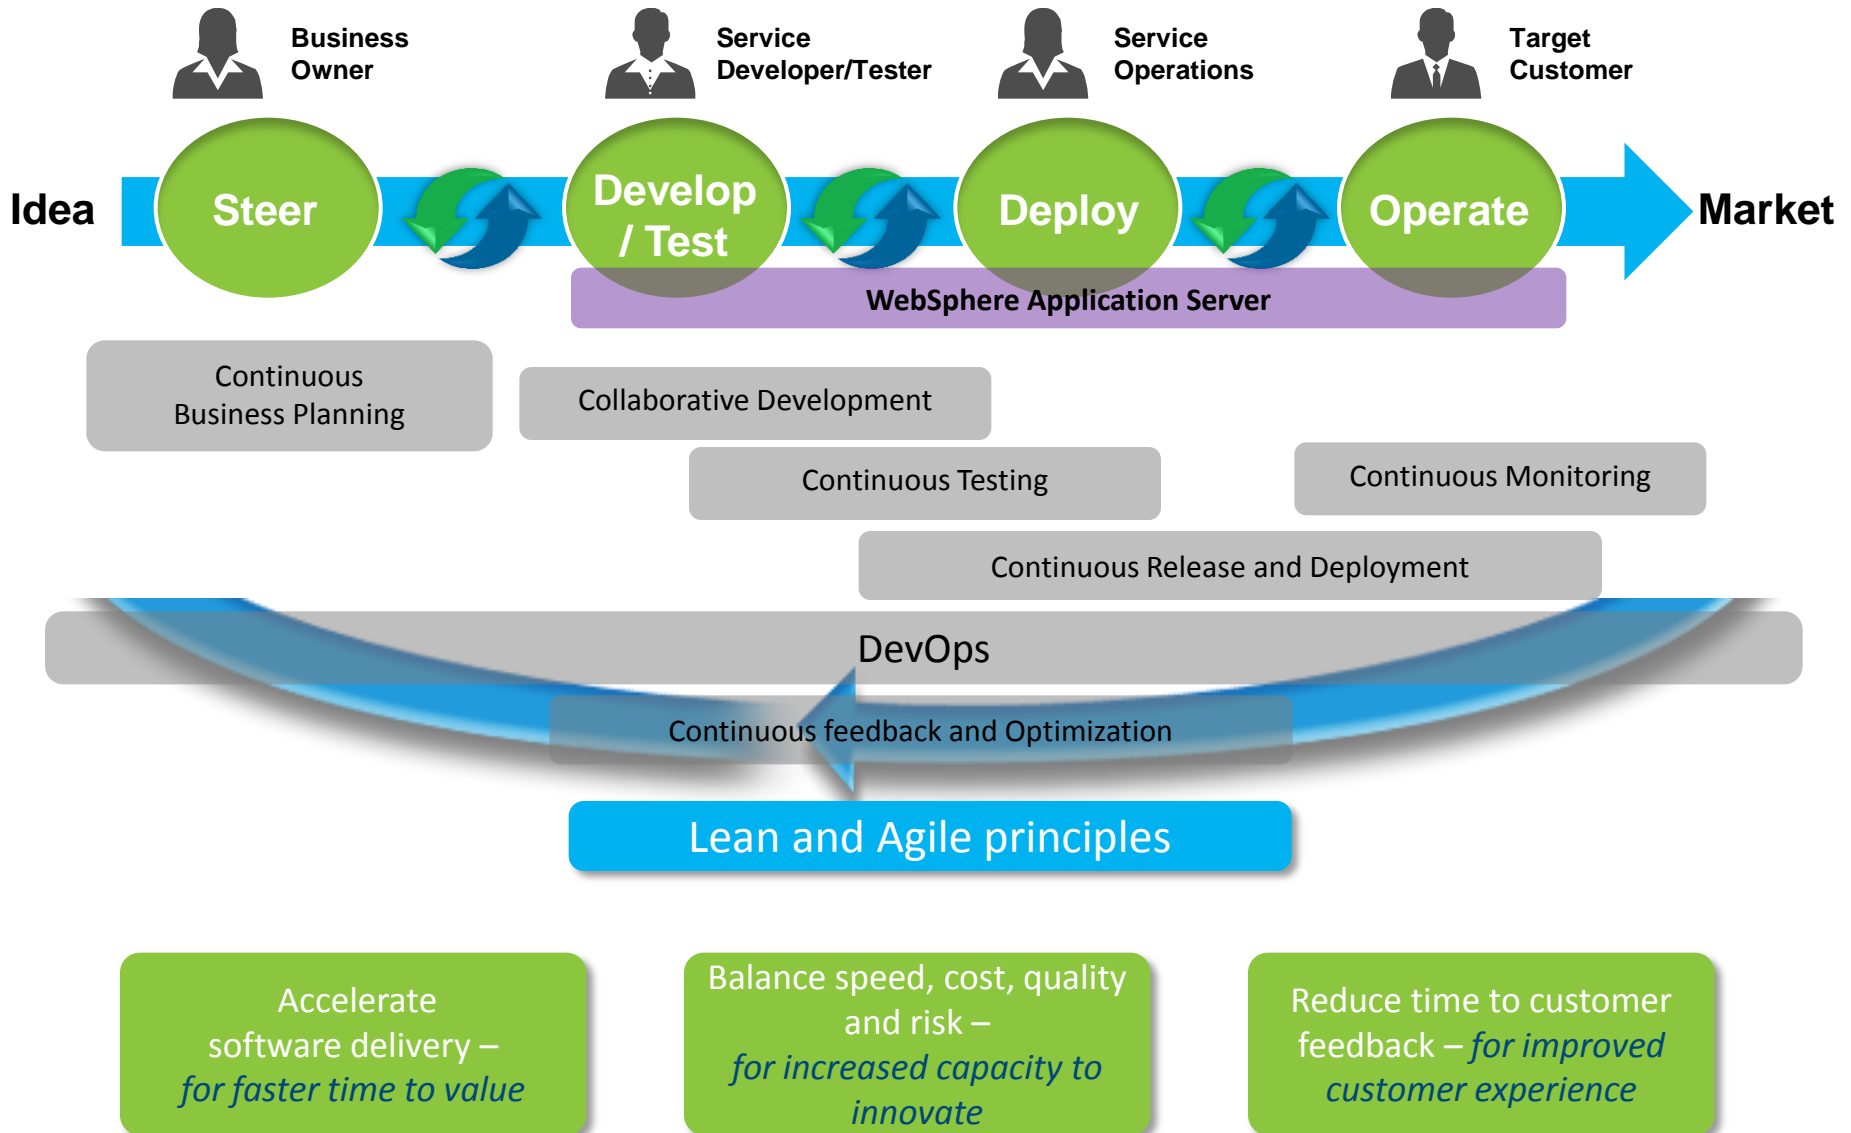 Business
Owner
Service
Developer/Tester
Service
Operations
Target
Customer
Idea
Steer
Develop
/ Test
Deploy
Operate
Market
WebSphere Application Server
Continuous
Business Planning
Collaborative Development
Continuous Testing
Continuous Monitoring
Continuous Release and Deployment
DevOps
Continuous feedback and Optimization
Lean and Agile principles
Accelerate
software delivery –
for faster time to value
Balance speed, cost, quality
and risk –
for increased capacity to
innovate
Reduce time to customer
feedback – for improved
customer experience